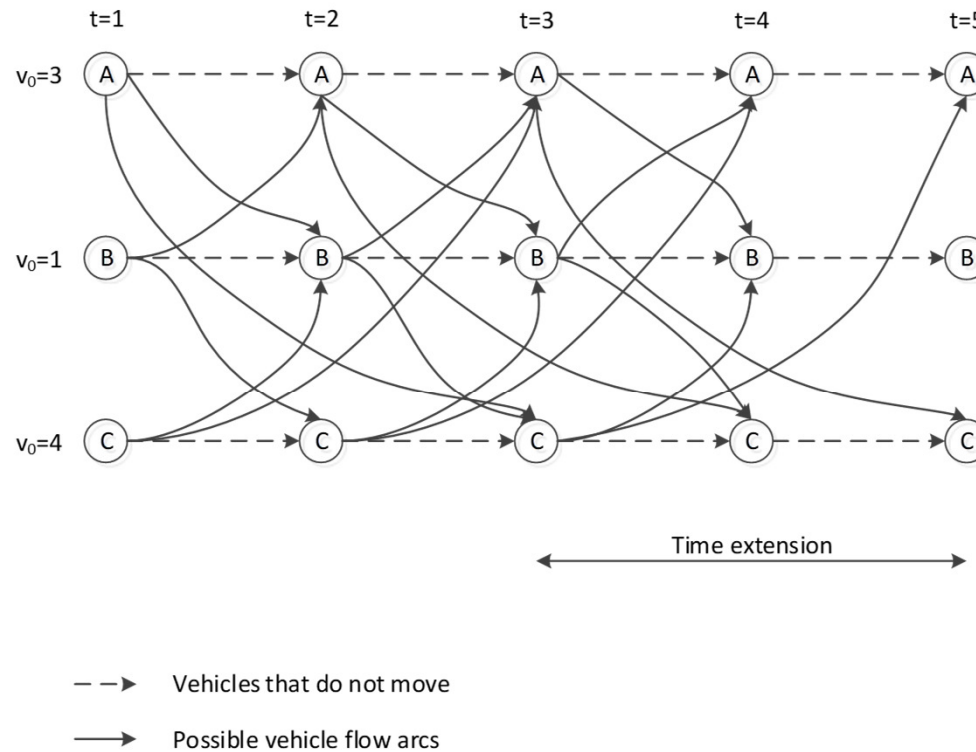 t=1 t=2 t=3 t=4 t=5
v₀=3 A A A A A
v₀=1 B B B B B
v₀=4 C C C C C
Time extension
Vehicles that do not move
Possible vehicle flow arcs